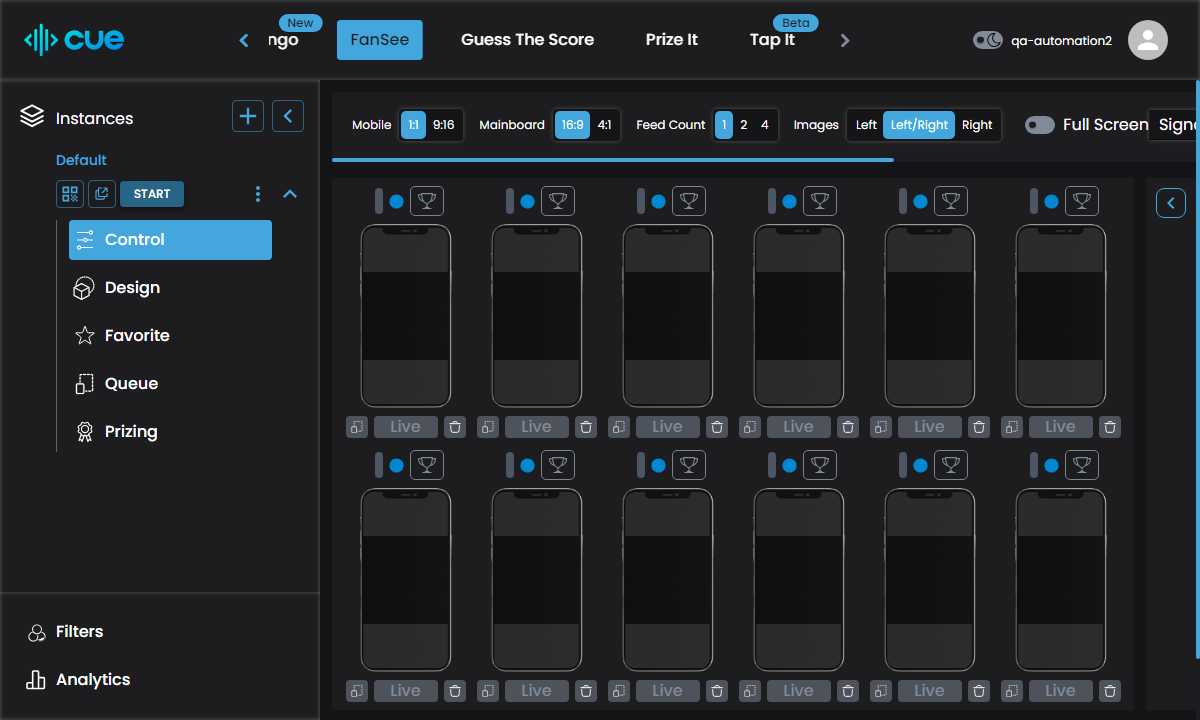 cue
New
ngo
FanSee
Guess The Score
Prize It
Beta
Tap It
qa-automation2
Instances
Default
START
Control
Design
Favorite
Queue
Prizing
Filters
Analytics
Mobile 1:1 9:16 Mainboard 16:9 4:1 Feed Count 1 2 4 Images Left Left/Right Right Full Screen Signe
Live Live Live Live Live Live
Live Live Live Live Live Live